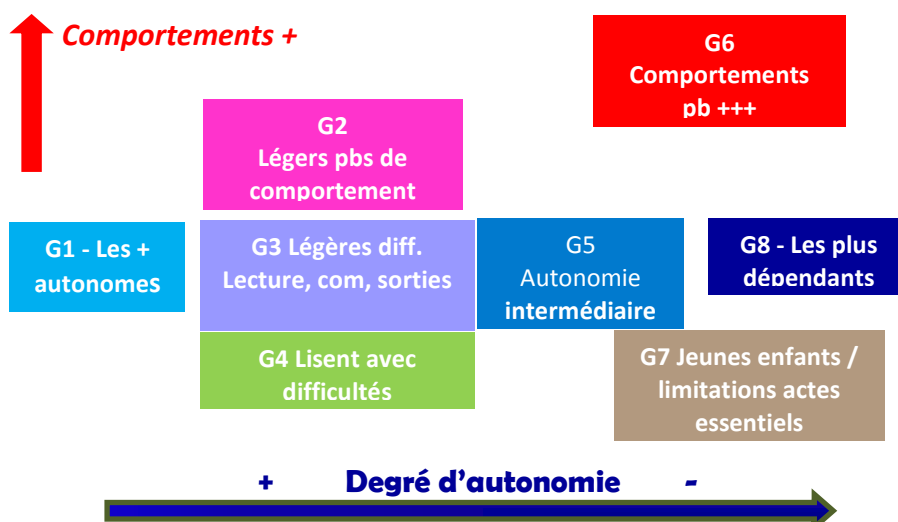 Comportements +
G6
Comportements
pb +++
G2
Légers pbs de
comportement
G1 - Les +
autonomes
G3 Légères diff.
Lecture, com, sorties
G5
Autonomie
intermédiaire
G8 - Les plus
dépendants
G4 Lisent avec
difficultés
G7 Jeunes enfants /
limitations actes
essentiels
+ Degré d’autonomie -